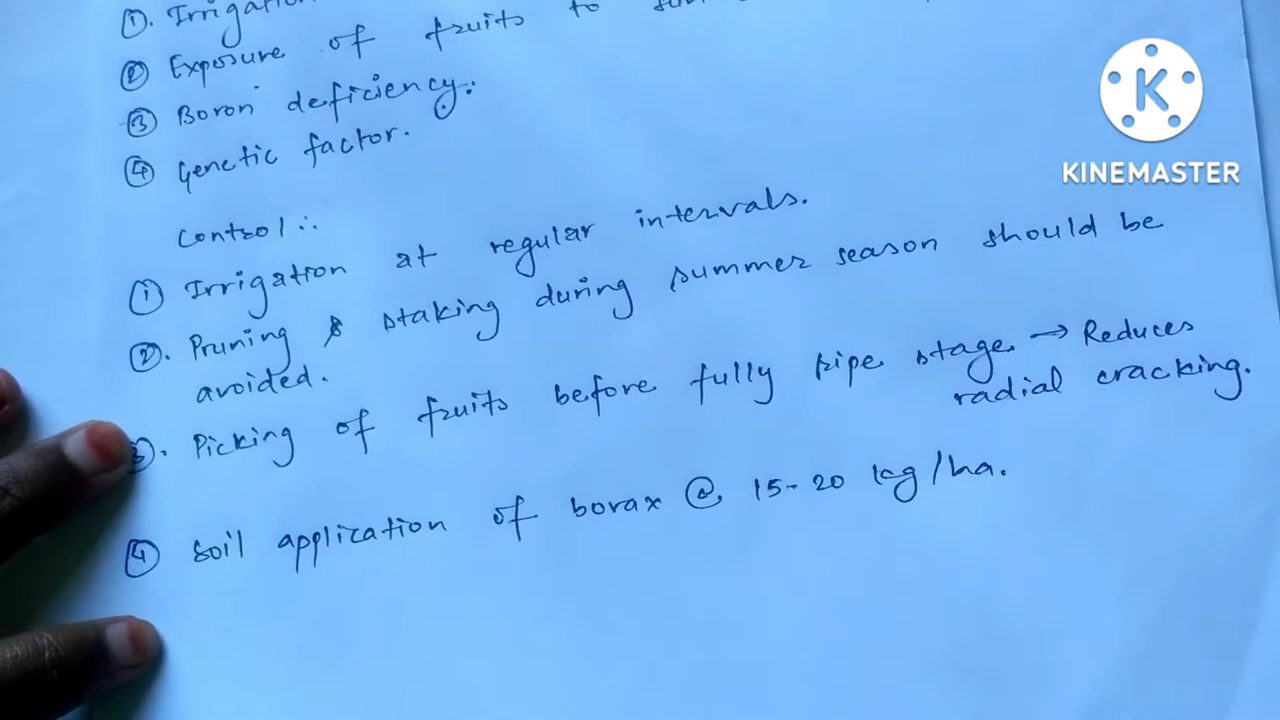 ①. Irrigation
② Exposure of fruits to
③ Boron deficiency.
④ Genetic factor.
Control :-
① Irrigation at regular intervals.
②. Pruning & staking during summer season should be
avoided.
③. Picking of fruits before fully ripe stage → Reduces
radial cracking.
④ Soil application of borax @ 15-20 kg/ha.
K
KINEMASTER